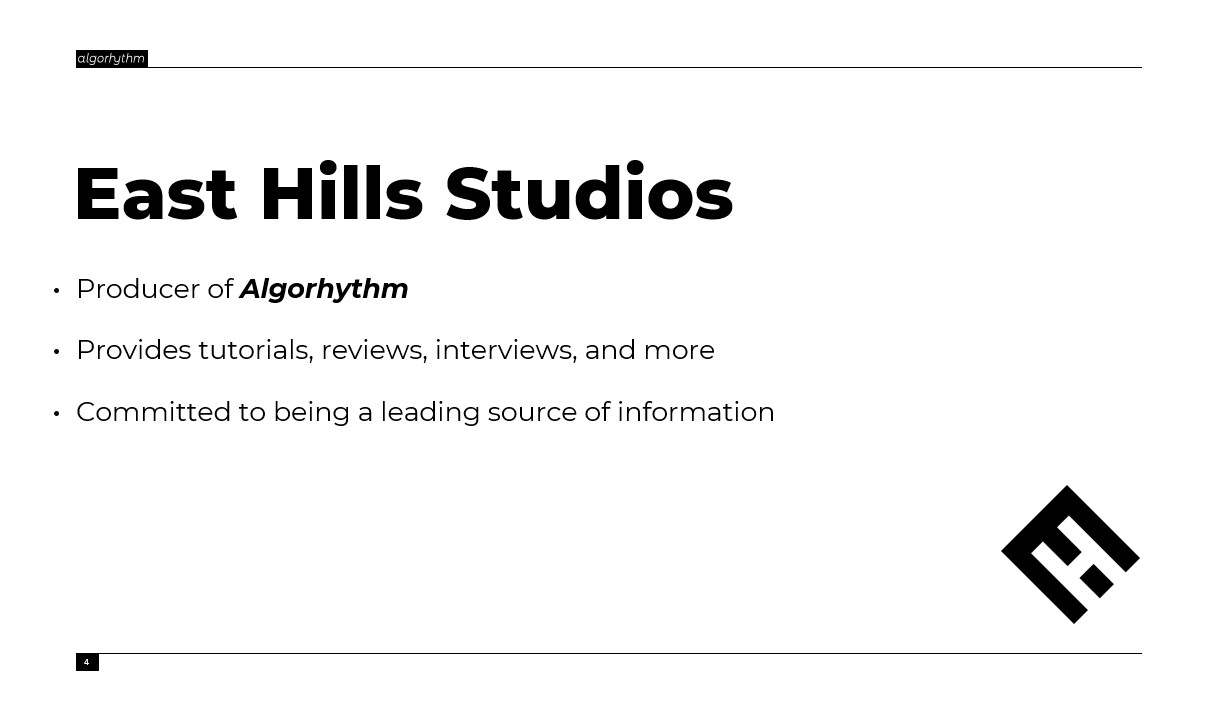 algorhythm
East Hills Studios
• Producer of Algorhythm
• Provides tutorials, reviews, interviews, and more
• Committed to being a leading source of information
4